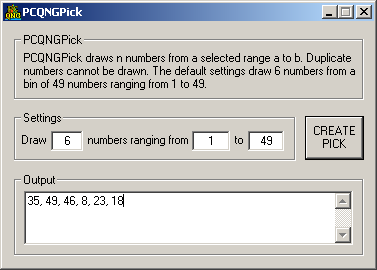 PCQNGPick
PCQNGPick
PCQNGPick draws n numbers from a selected range a to b. Duplicate
numbers cannot be drawn. The default settings draw 6 numbers from a
bin of 49 numbers ranging from 1 to 49.
Settings
Draw 6 numbers ranging from 1 to 49
CREATE
PICK
Output
35, 49, 46, 8, 23, 18